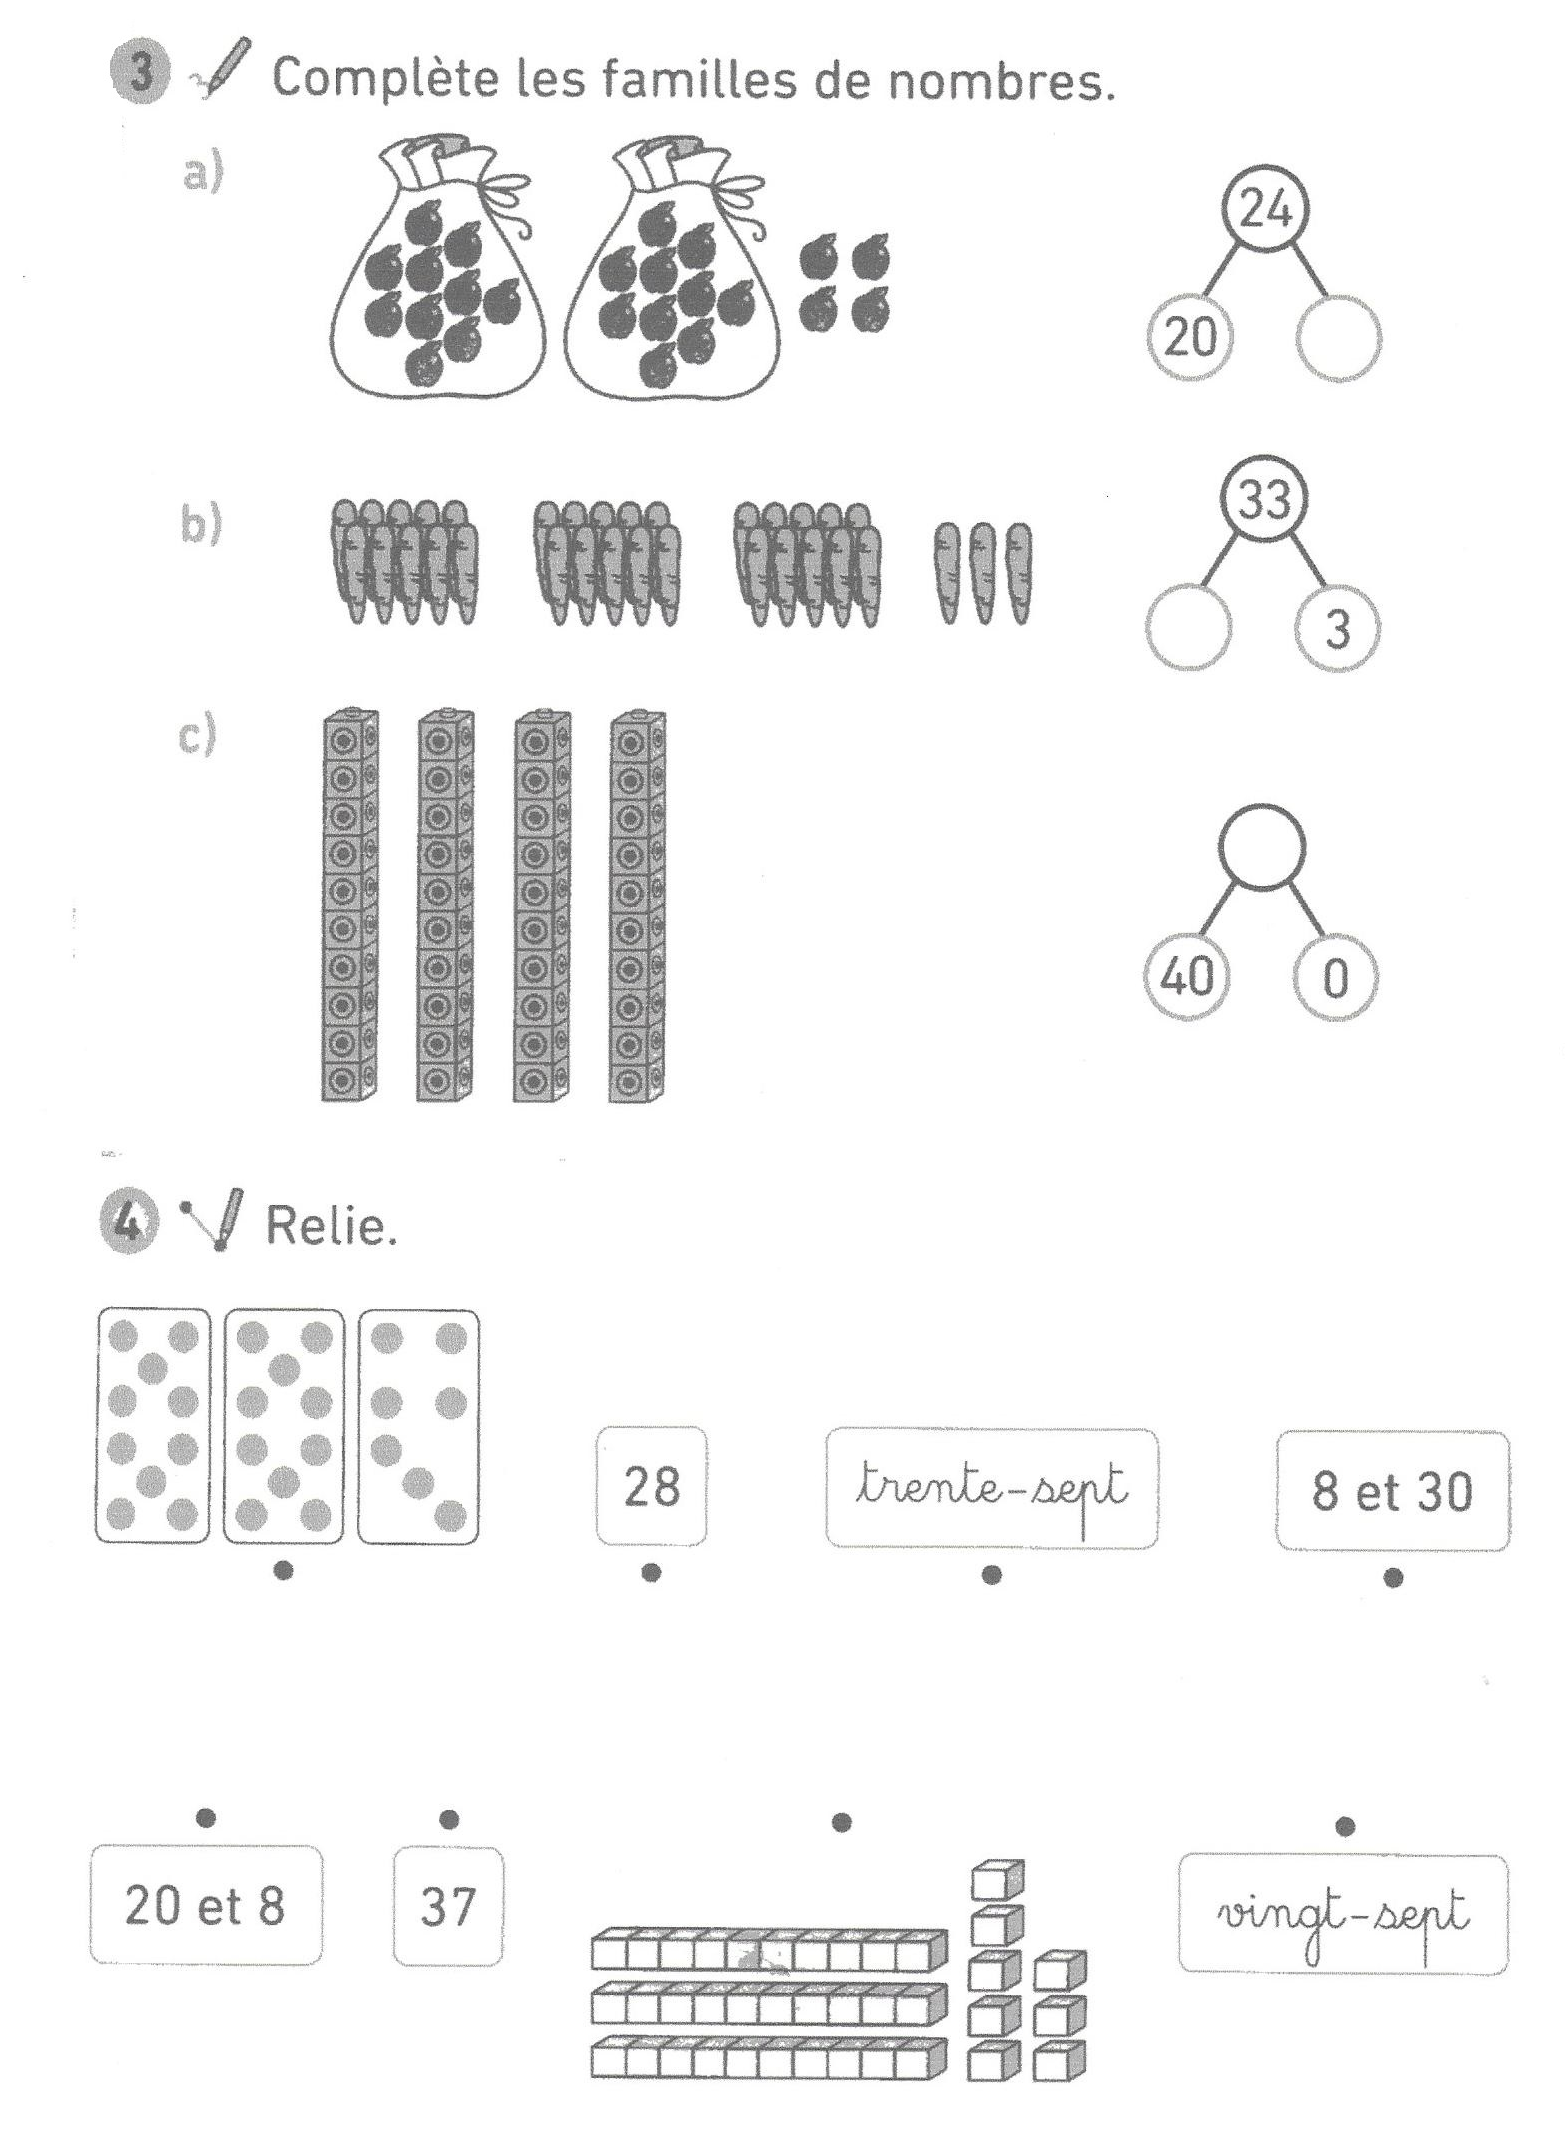 3 Complète les familles de nombres.
a)
24
20
b)
33
3
c)
40 0
4 Relie.
28 trente-sept 8 et 30
20 et 8 37 vingt-sept